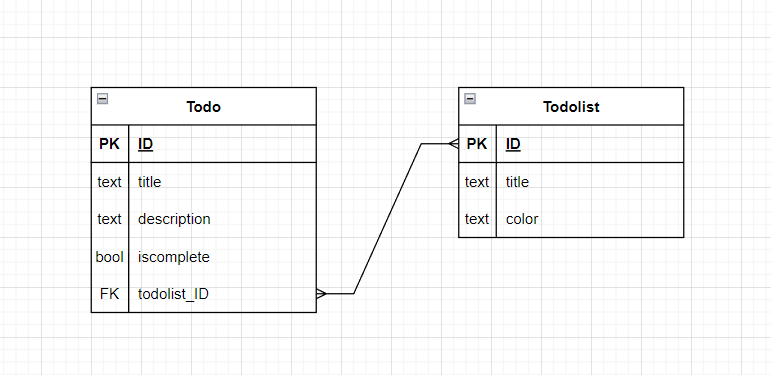 Todo
PK ID
text title
text description
bool iscomplete
FK todolist_ID
Todolist
PK ID
text title
text color